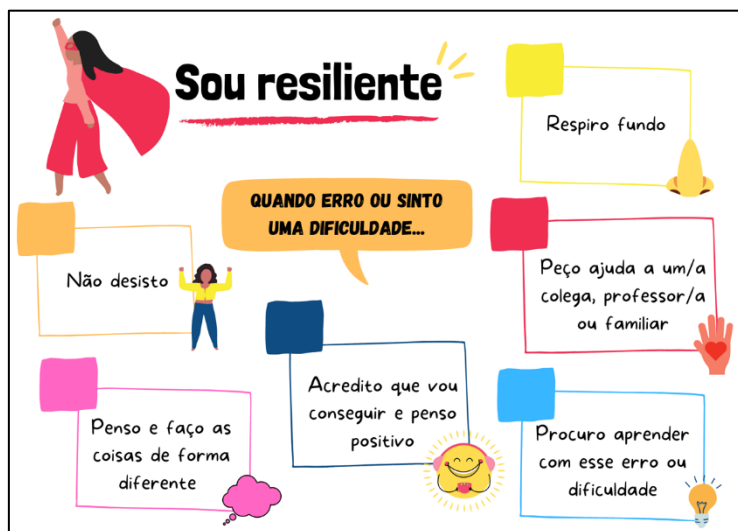 Sou resiliente
QUANDO ERRO OU SINTO
UMA DIFICULDADE...
Respiro fundo
Não desisto
Peço ajuda a um/a
colega, professor/a
ou familiar
Penso e faço as
coisas de forma
diferente
Acredito que vou
conseguir e penso
positivo
Procuro aprender
com esse erro ou
dificuldade